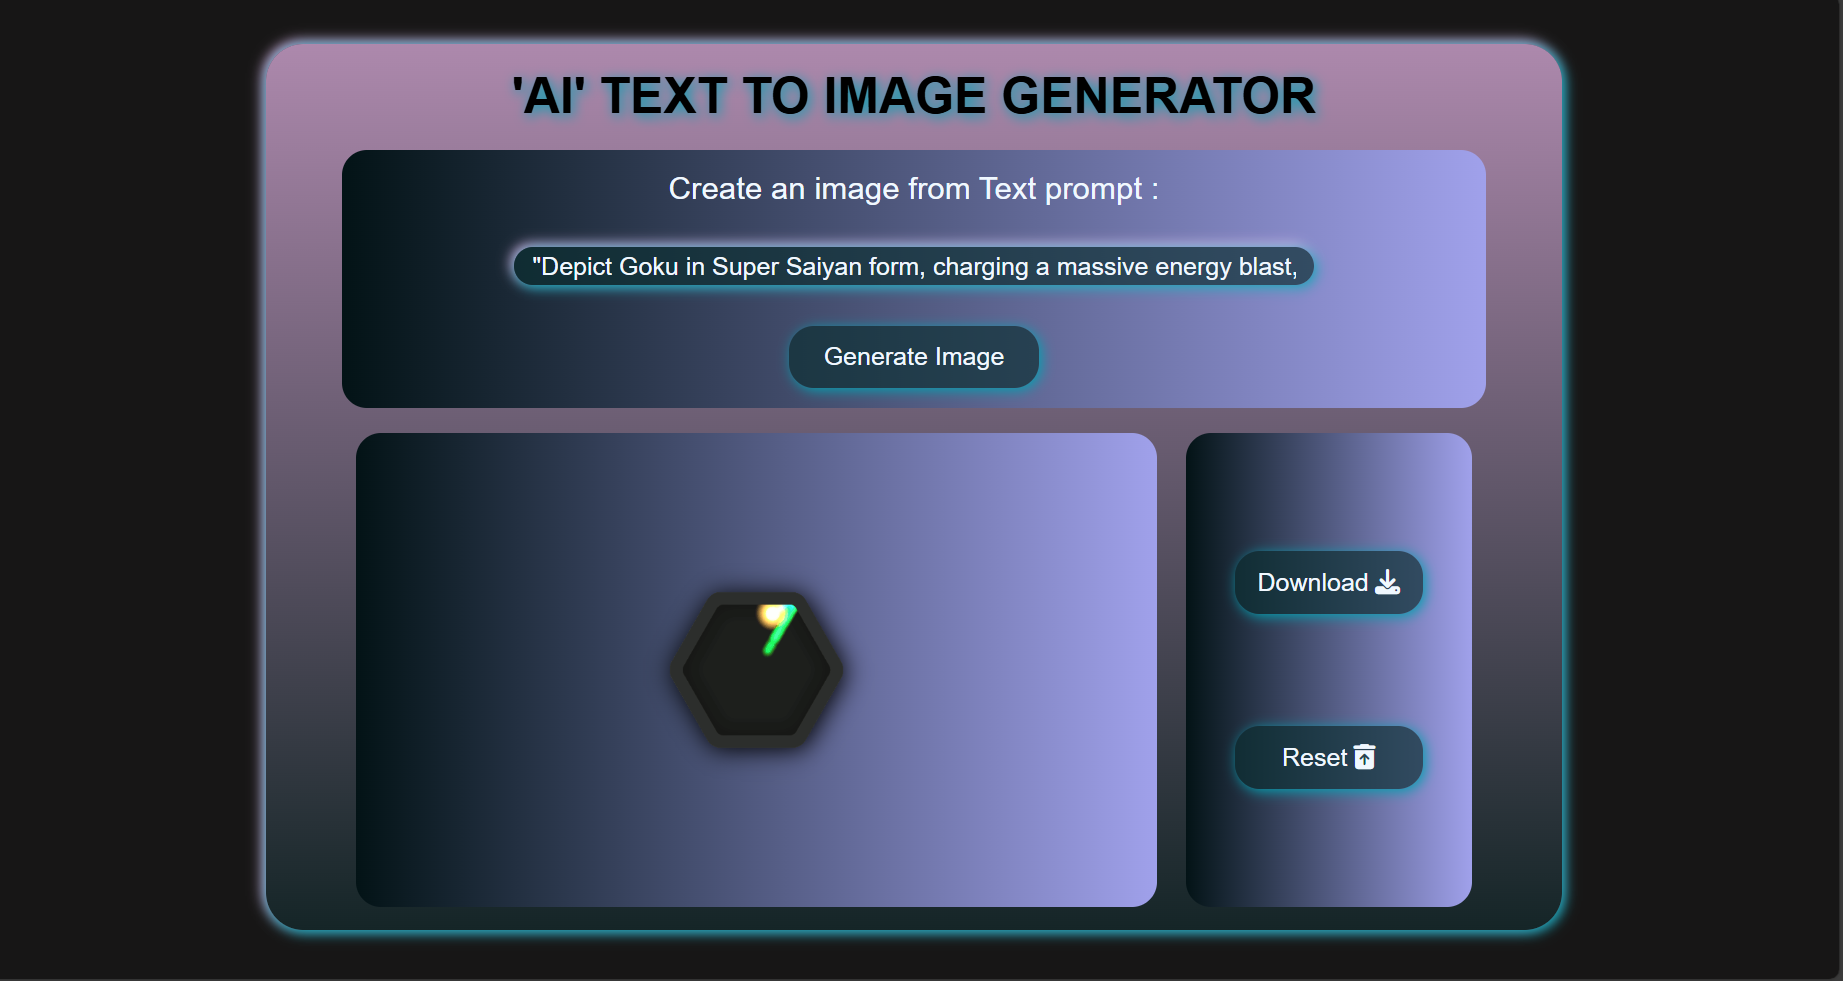 'AI' TEXT TO IMAGE GENERATOR
Create an image from Text prompt :
"Depict Goku in Super Saiyan form, charging a massive energy blast,
Generate Image
Download
Reset